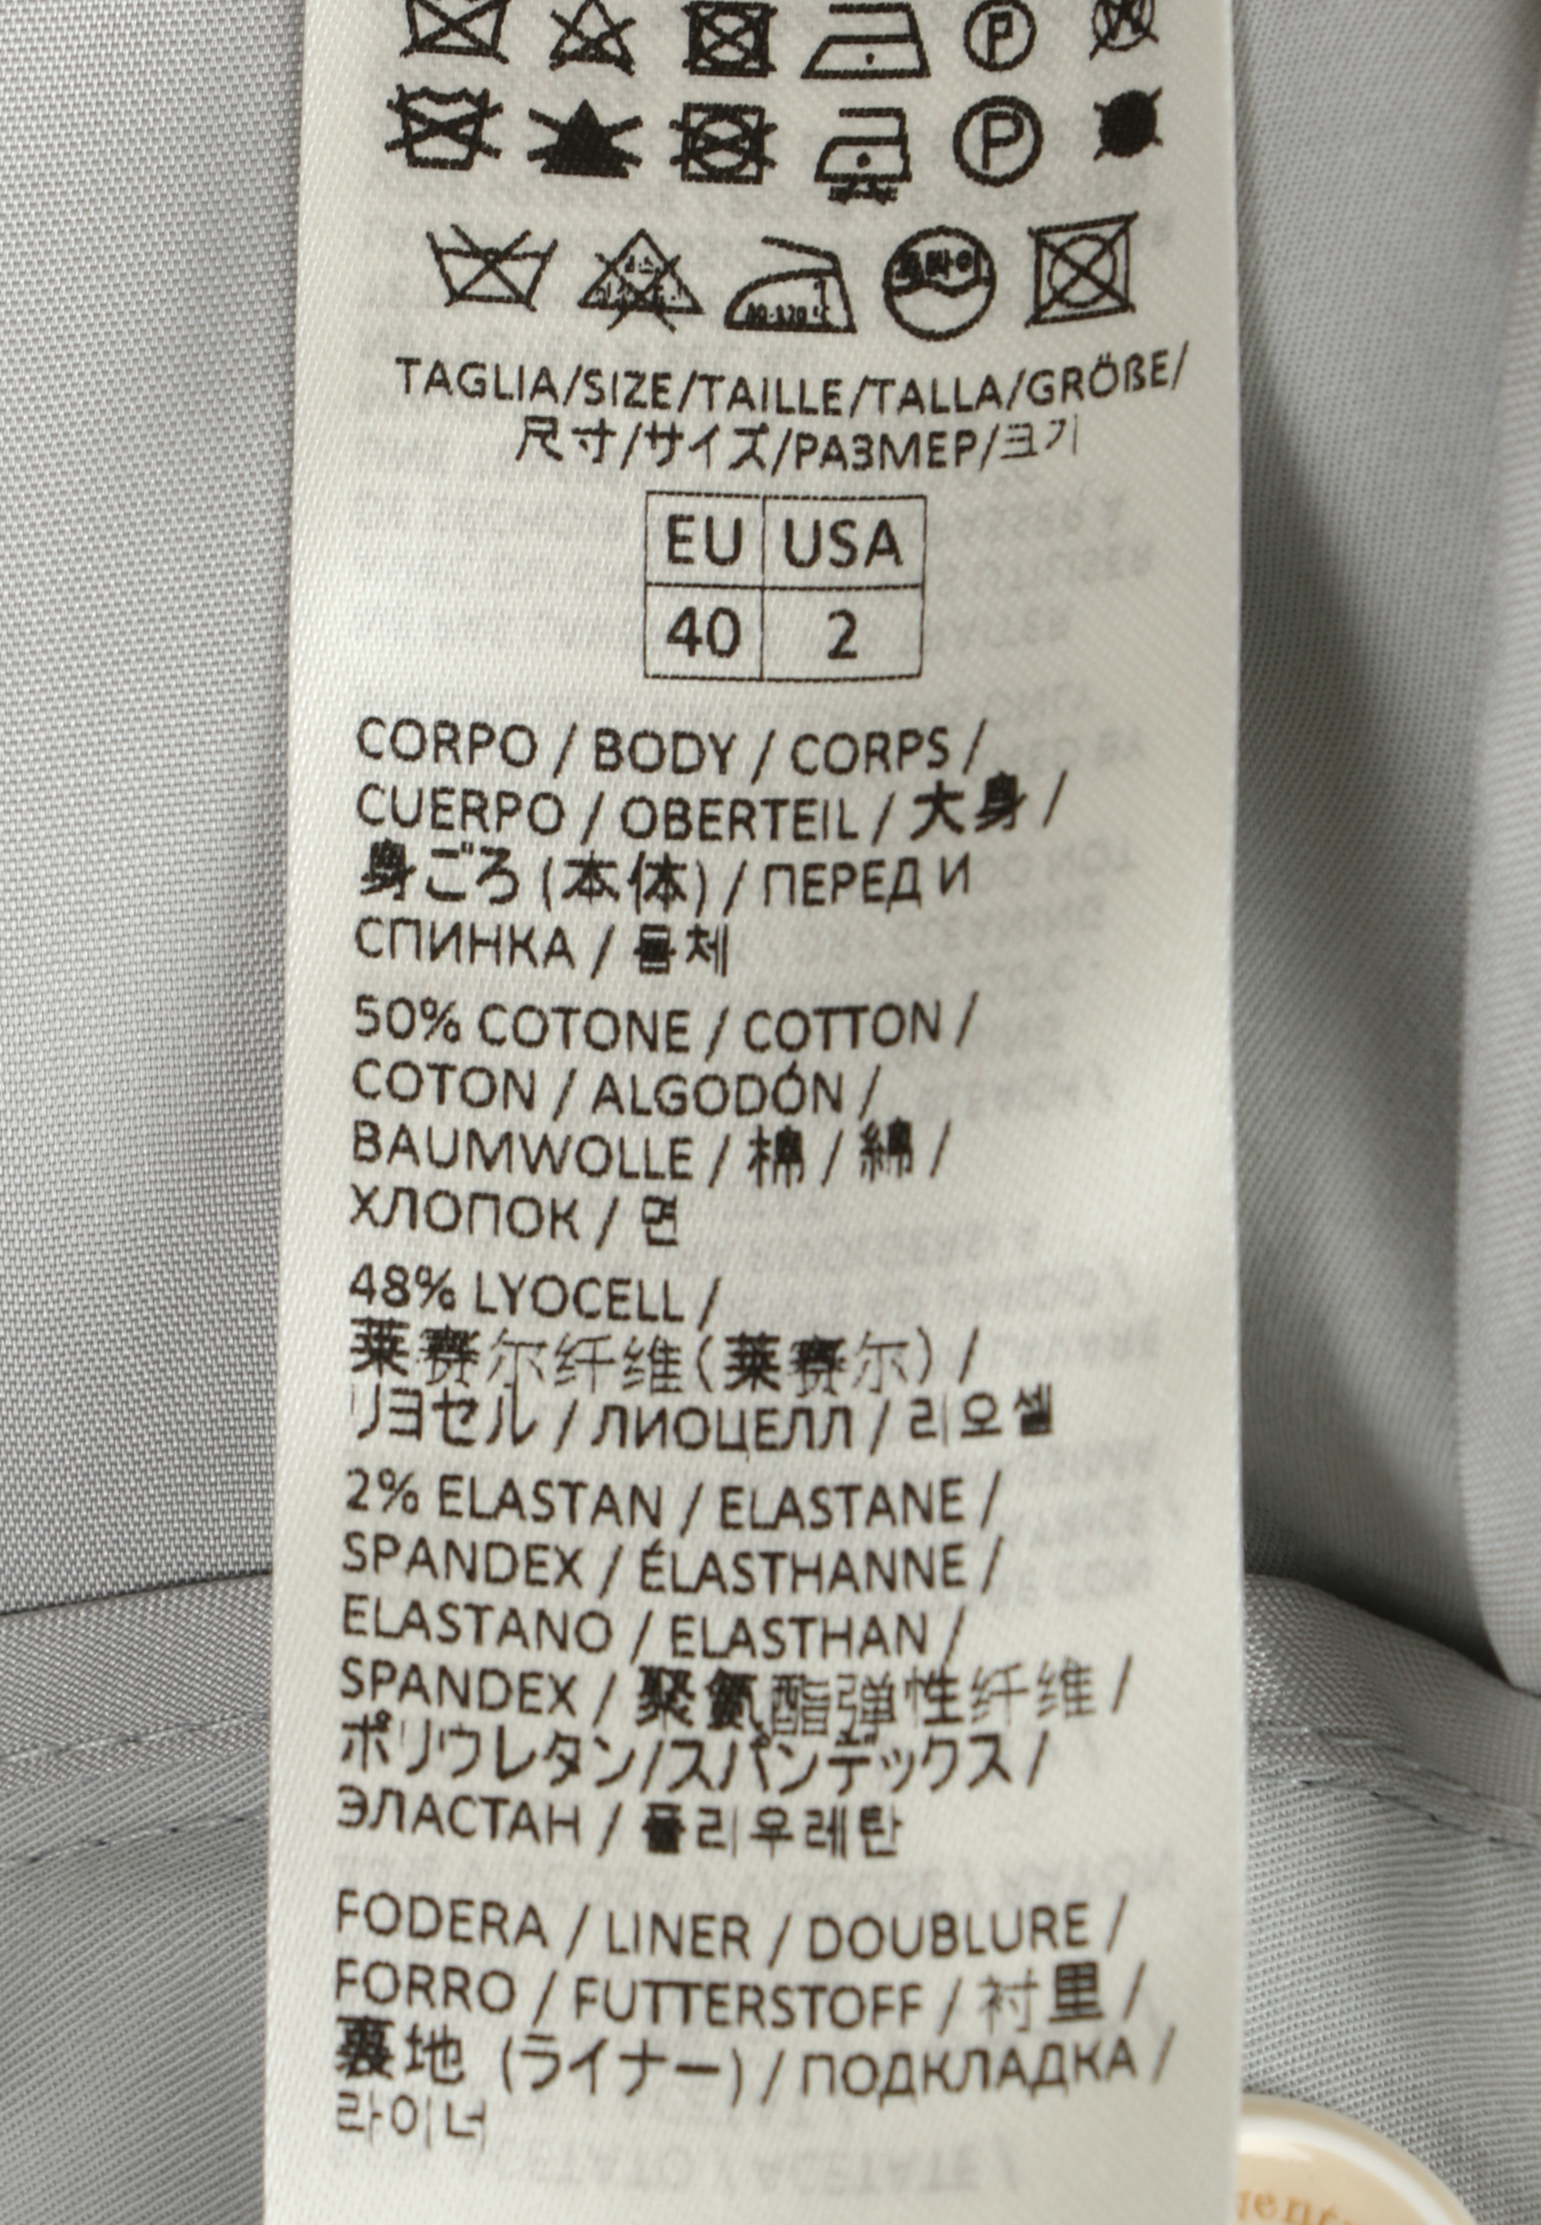 P
P
드라이
80-120℃
TAGLIA/SIZE/TAILLE/TALLA/GRÖßE/
尺寸/サイズ/РАЗМЕР/크기
EU USA
40 2
CORPO / BODY / CORPS /
CUERPO / OBERTEIL / 大身 /
身ごろ (本体) / ПЕРЕД И
СПИНКА / 몸체
50% COTONE / COTTON /
COTON / ALGODÓN /
BAUMWOLLE / 棉 / 綿 /
ХЛОПОК / 면
48% LYOCELL /
莱赛尔纤维(莱赛尔) /
リヨセル / ЛИОЦЕЛЛ / 리오셀
2% ELASTAN / ELASTANE /
SPANDEX / ÉLASTHANNE /
ELASTANO / ELASTHAN /
SPANDEX / 聚氨酯弹性纤维 /
ポリウレタン/スパンデックス /
ЭЛАСТАН / 폴리우레탄
FODERA / LINER / DOUBLURE /
FORRO / FUTTERSTOFF / 衬里 /
裏地 (ライナー) / ПОДКЛАДКА /
라이너